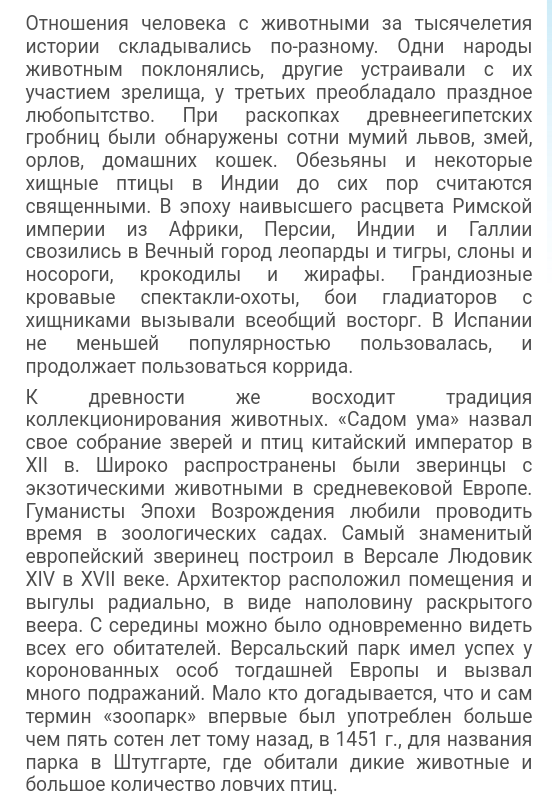 Отношения человека с животными за тысячелетия
истории складывались по-разному. Одни народы
животным поклонялись, другие устраивали с их
участием зрелища, у третьих преобладало праздное
любопытство. При раскопках древнеегипетских
гробниц были обнаружены сотни мумий львов, змей,
орлов, домашних кошек. Обезьяны и некоторые
хищные птицы в Индии до сих пор считаются
священными. В эпоху наивысшего расцвета Римской
империи из Африки, Персии, Индии и Галлии
свозились в Вечный город леопарды и тигры, слоны и
носороги, крокодилы и жирафы. Грандиозные
кровавые спектакли-охоты, бои гладиаторов с
хищниками вызывали всеобщий восторг. В Испании
не меньшей популярностью пользовалась, и
продолжает пользоваться коррида.
К древности же восходит традиция
коллекционирования животных. «Садом ума» назвал
свое собрание зверей и птиц китайский император в
XII в. Широко распространены были зверинцы с
экзотическими животными в средневековой Европе.
Гуманисты Эпохи Возрождения любили проводить
время в зоологических садах. Самый знаменитый
европейский зверинец построил в Версале Людовик
XIV в XVII веке. Архитектор расположил помещения и
выгулы радиально, в виде наполовину раскрытого
веера. С середины можно было одновременно видеть
всех его обитателей. Версальский парк имел успех у
коронованных особ тогдашней Европы и вызвал
много подражаний. Мало кто догадывается, что и сам
термин «зоопарк» впервые был употреблен больше
чем пять сотен лет тому назад, в 1451 г., для названия
парка в Штутгарте, где обитали дикие животные и
большое количество ловчих птиц.